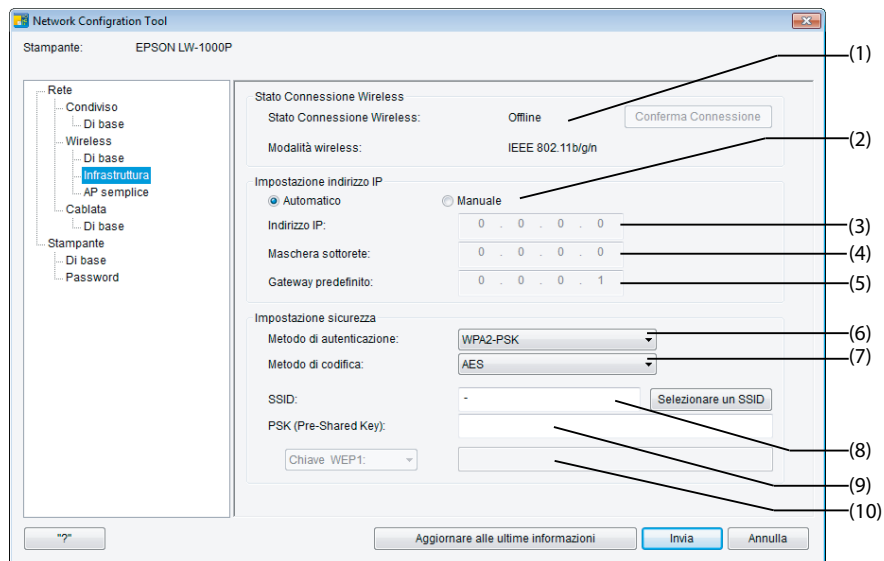 Network Configration Tool
Stampante: EPSON LW-1000P
Rete
Condiviso
Di base
Wireless
Di base
Infrastruttura
AP semplice
Cablata
Di base
Stampante
Di base
Password
Stato Connessione Wireless
Stato Connessione Wireless: Offline Conferma Connessione
(1)
Modalità wireless: IEEE 802.11b/g/n
(2)
Impostazione indirizzo IP
Automatico Manuale
Indirizzo IP: 0 . 0 . 0 . 0
(3)
Maschera sottorete: 0 . 0 . 0 . 0
(4)
Gateway predefinito: 0 . 0 . 0 . 1
(5)
Impostazione sicurezza
Metodo di autenticazione: WPA2-PSK
(6)
Metodo di codifica: AES
(7)
SSID: - Selezionare un SSID
(8)
PSK (Pre-Shared Key):
(9)
Chiave WEP1:
(10)
"?" Aggiornare alle ultime informazioni Invia Annulla